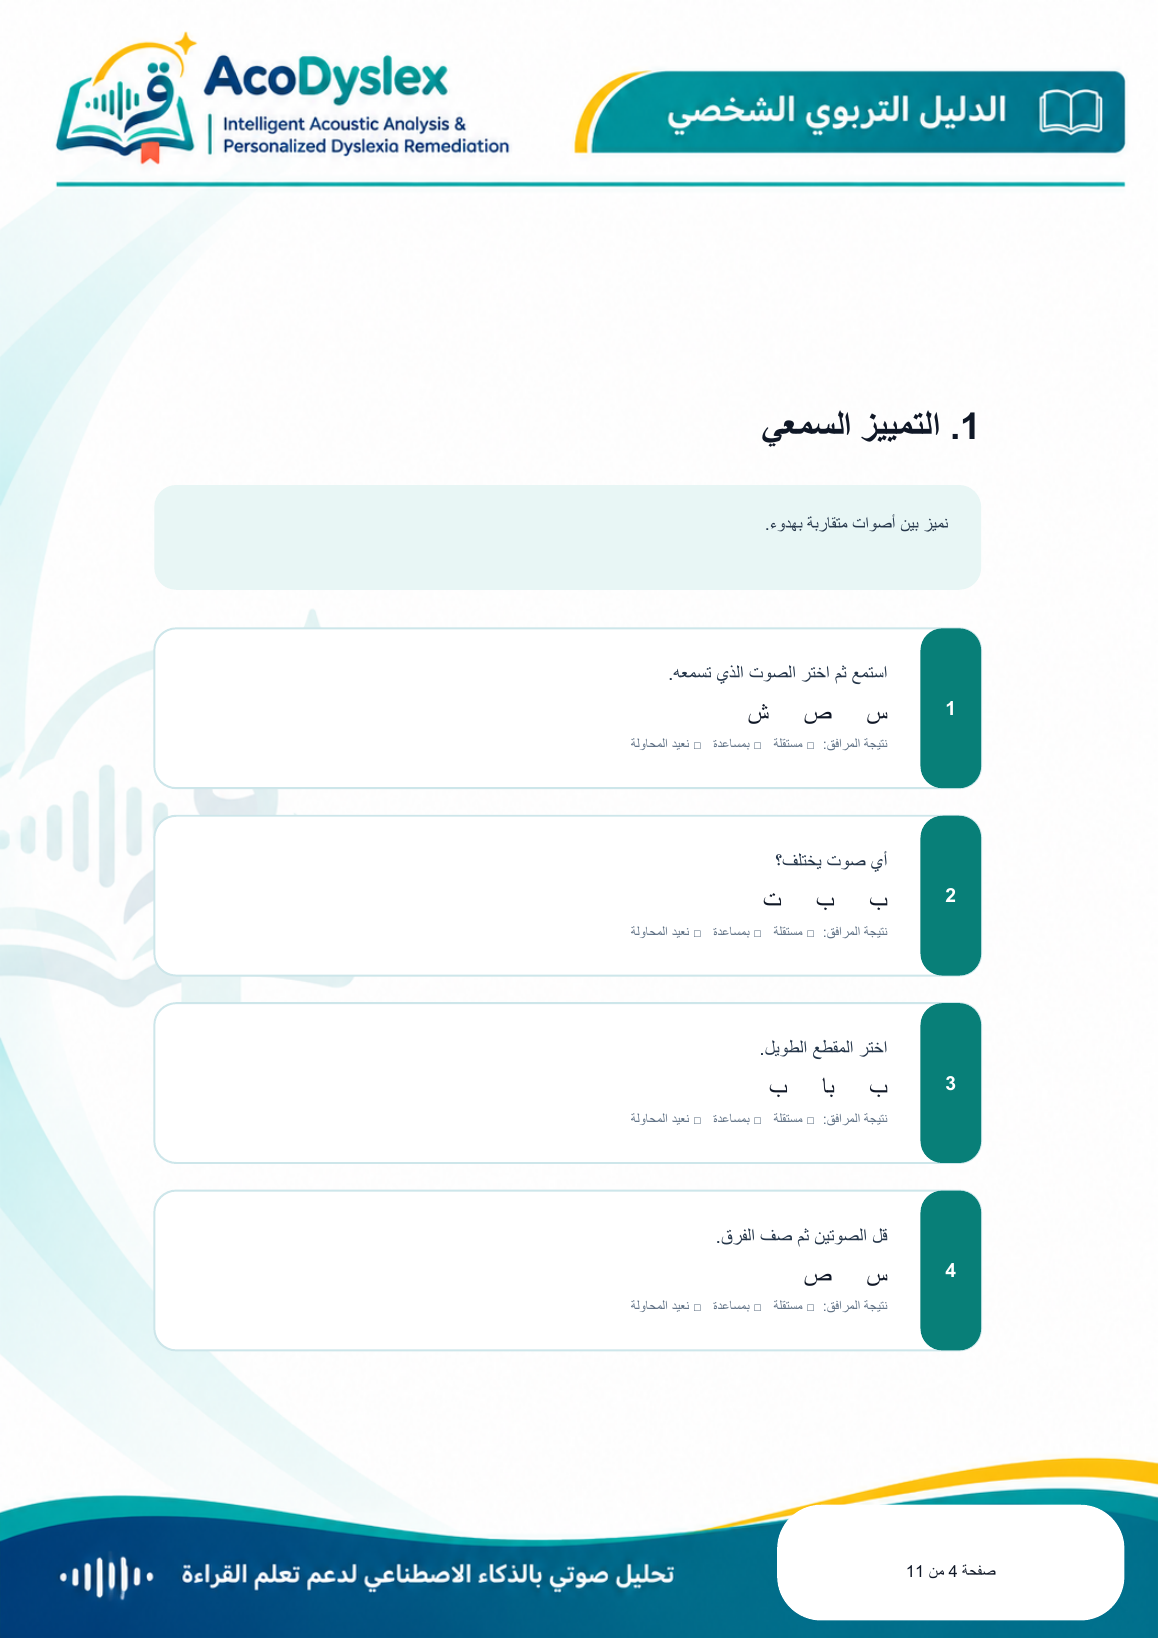 AcoDyslex
Intelligent Acoustic Analysis &
Personalized Dyslexia Remediation
الدليل التربوي الشخصي
1. التمييز السمعي
نميز بين أصوات متقاربة بهدوء.
1
استمع ثم اختر الصوت الذي تسمعه.
س ص ش
نتيجة المرافق: □ مستقلة □ بمساعدة □ نعيد المحاولة
2
أي صوت يختلف؟
ب ب ت
نتيجة المرافق: □ مستقلة □ بمساعدة □ نعيد المحاولة
3
اختر المقطع الطويل.
ب با ب
نتيجة المرافق: □ مستقلة □ بمساعدة □ نعيد المحاولة
4
قل الصوتين ثم صف الفرق.
س ص
نتيجة المرافق: □ مستقلة □ بمساعدة □ نعيد المحاولة
تحليل صوتي بالذكاء الاصطناعي لدعم تعلم القراءة
صفحة 4 من 11